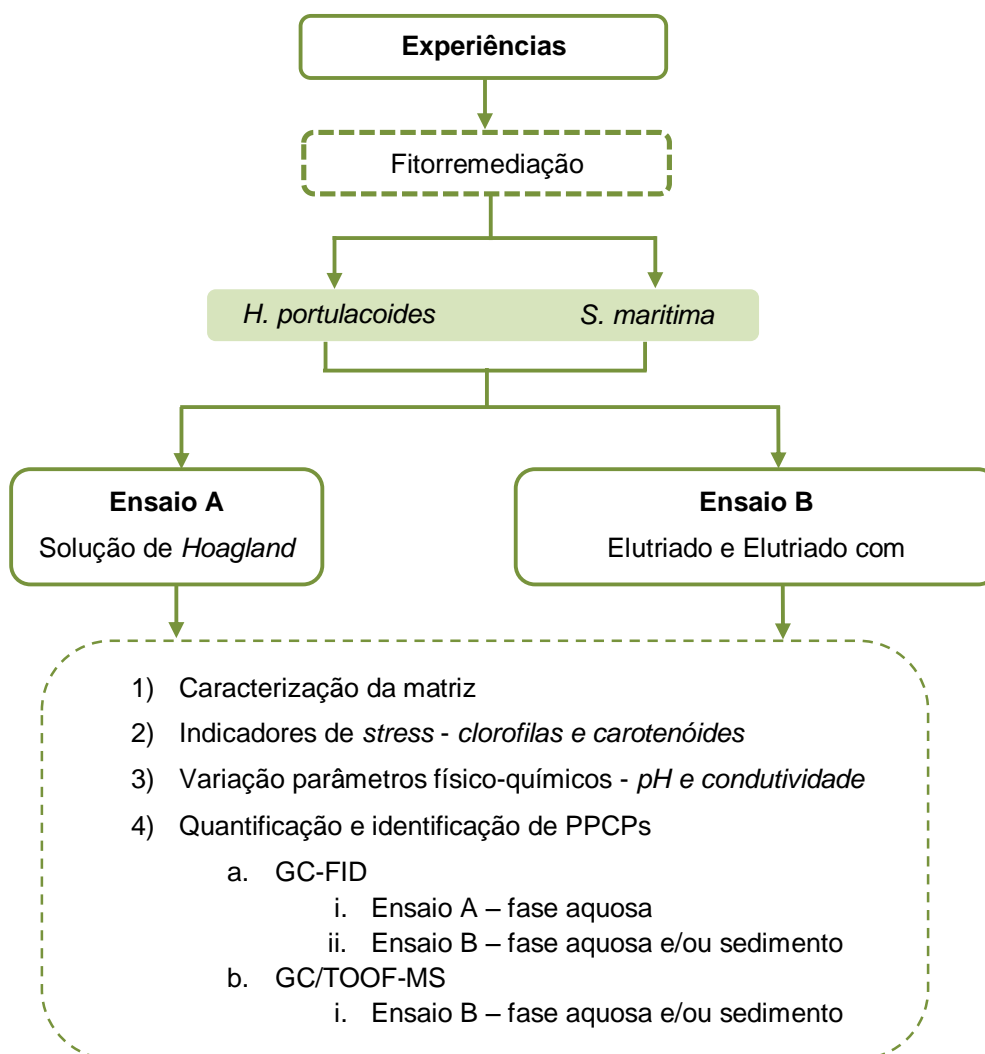 Experiências
Fitorremediação
H. portulacoides S. maritima
Ensaio A
Solução de Hoagland
Ensaio B
Elutriado e Elutriado com
1) Caracterização da matriz
2) Indicadores de stress - clorofilas e carotenóides
3) Variação parâmetros físico-químicos - pH e condutividade
4) Quantificação e identificação de PPCPs
a. GC-FID
i. Ensaio A – fase aquosa
ii. Ensaio B – fase aquosa e/ou sedimento
b. GC/TOOF-MS
i. Ensaio B – fase aquosa e/ou sedimento